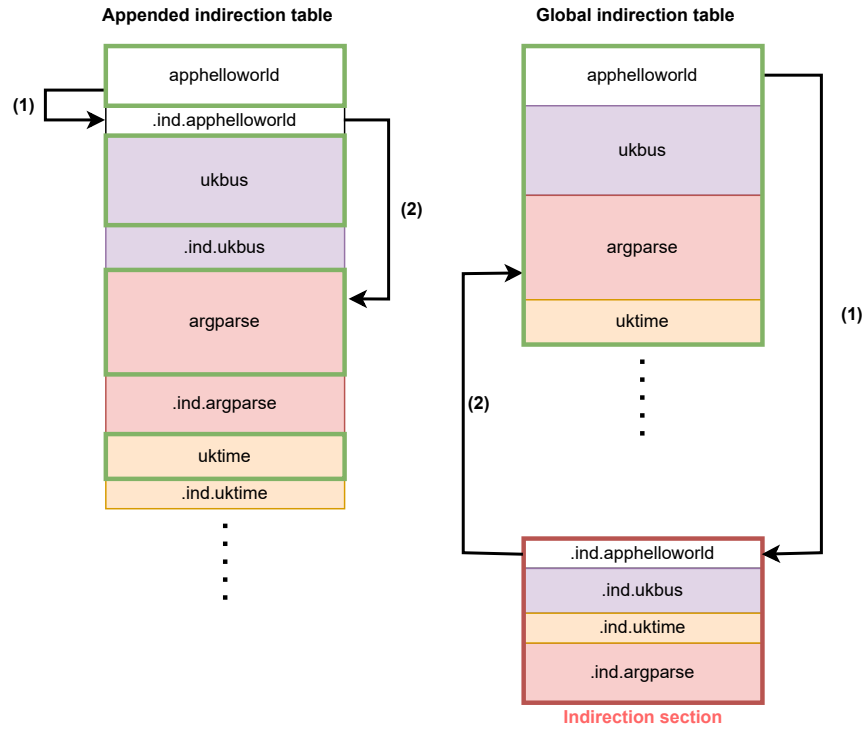 Appended indirection table
apphelloworld
(1)
.ind.apphelloworld
ukbus
(2)
.ind.ukbus
argparse
.ind.argparse
uktime
.ind.uktime
Global indirection table
apphelloworld
ukbus
argparse
uktime
(1)
(2)
.ind.apphelloworld
.ind.ukbus
.ind.uktime
.ind.argparse
Indirection section